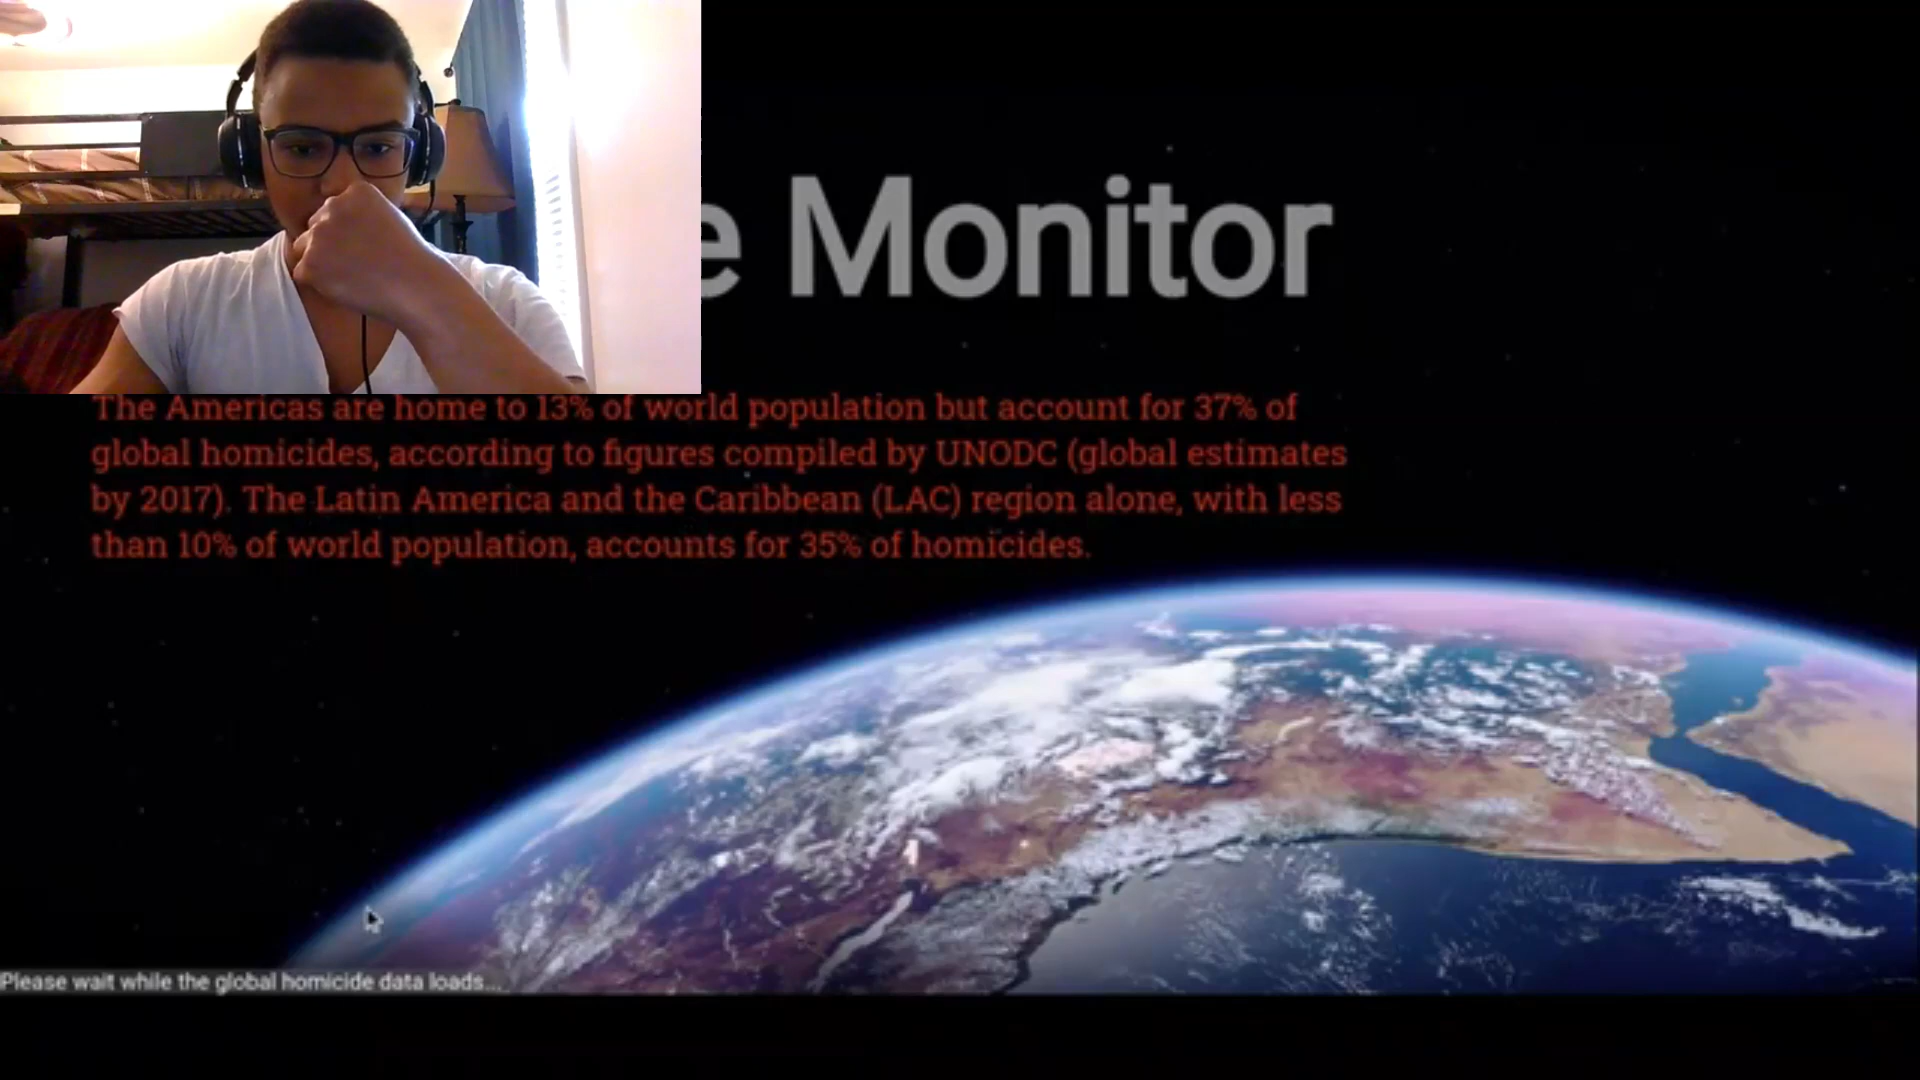 e Monitor
The Americas are home to 13% of world population but account for 37% of
global homicides, according to figures compiled by UNODC (global estimates
by 2017). The Latin America and the Caribbean (LAC) region alone, with less
than 10% of world population, accounts for 35% of homicides.
Please wait while the global homicide data loads...